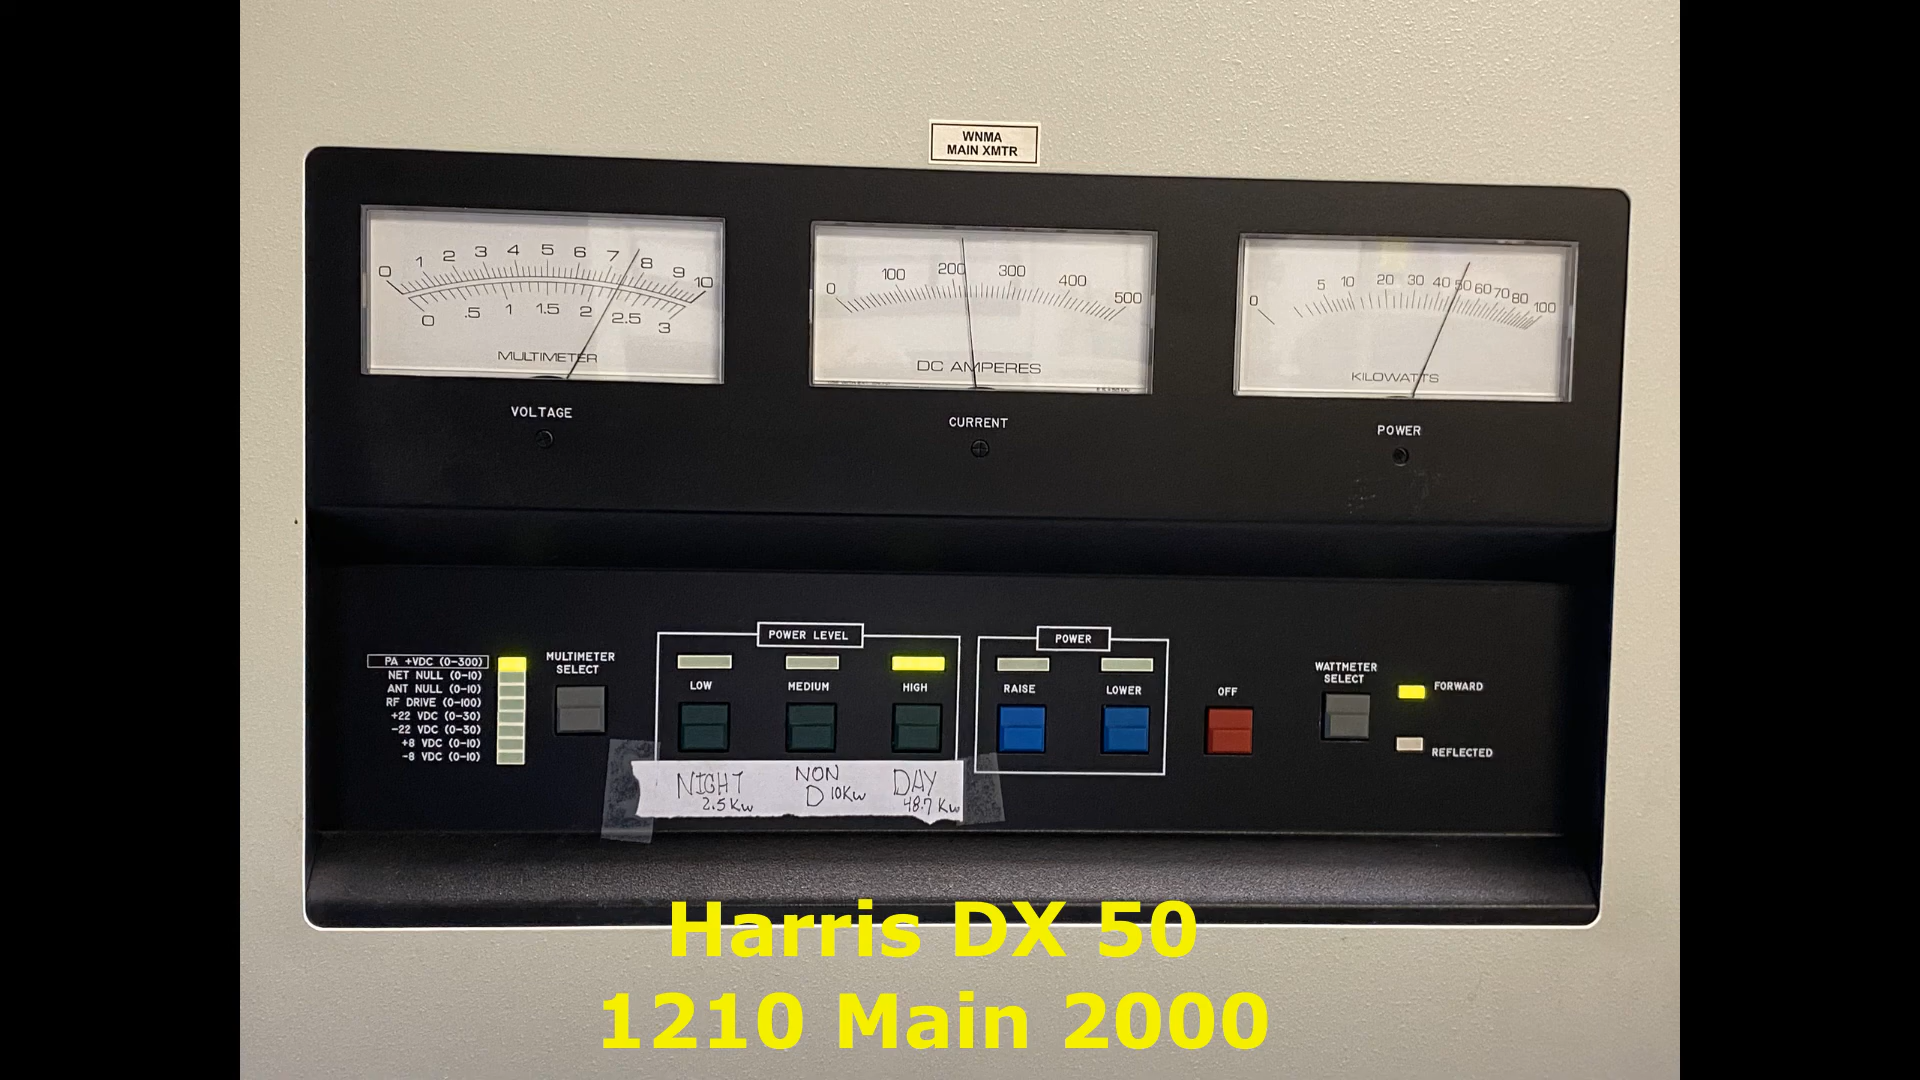 WNMA
MAIN XMTR
0 1 2 3 4 5 6 7 8 9 10
0 .5 1 1.5 2 2.5 3
MULTIMETER
0 100 200 300 400 500
DC AMPERES
0 5 10 20 30 40 50 60 70 80 100
KILOWATTS
VOLTAGE
CURRENT
POWER
PA +VDC (0-300)
NET NULL (0-10)
ANT NULL (0-10)
RF DRIVE (0-100)
+22 VDC (0-30)
-22 VDC (0-30)
+8 VDC (0-10)
-8 VDC (0-10)
MULTIMETER
SELECT
POWER LEVEL
LOW MEDIUM HIGH
POWER
RAISE LOWER
OFF
WATTMETER
SELECT
FORWARD
REFLECTED
NIGHT
2.5 Kw
NON
D 10Kw
DAY
48.7 Kw
Harris DX 50
1210 Main 2000